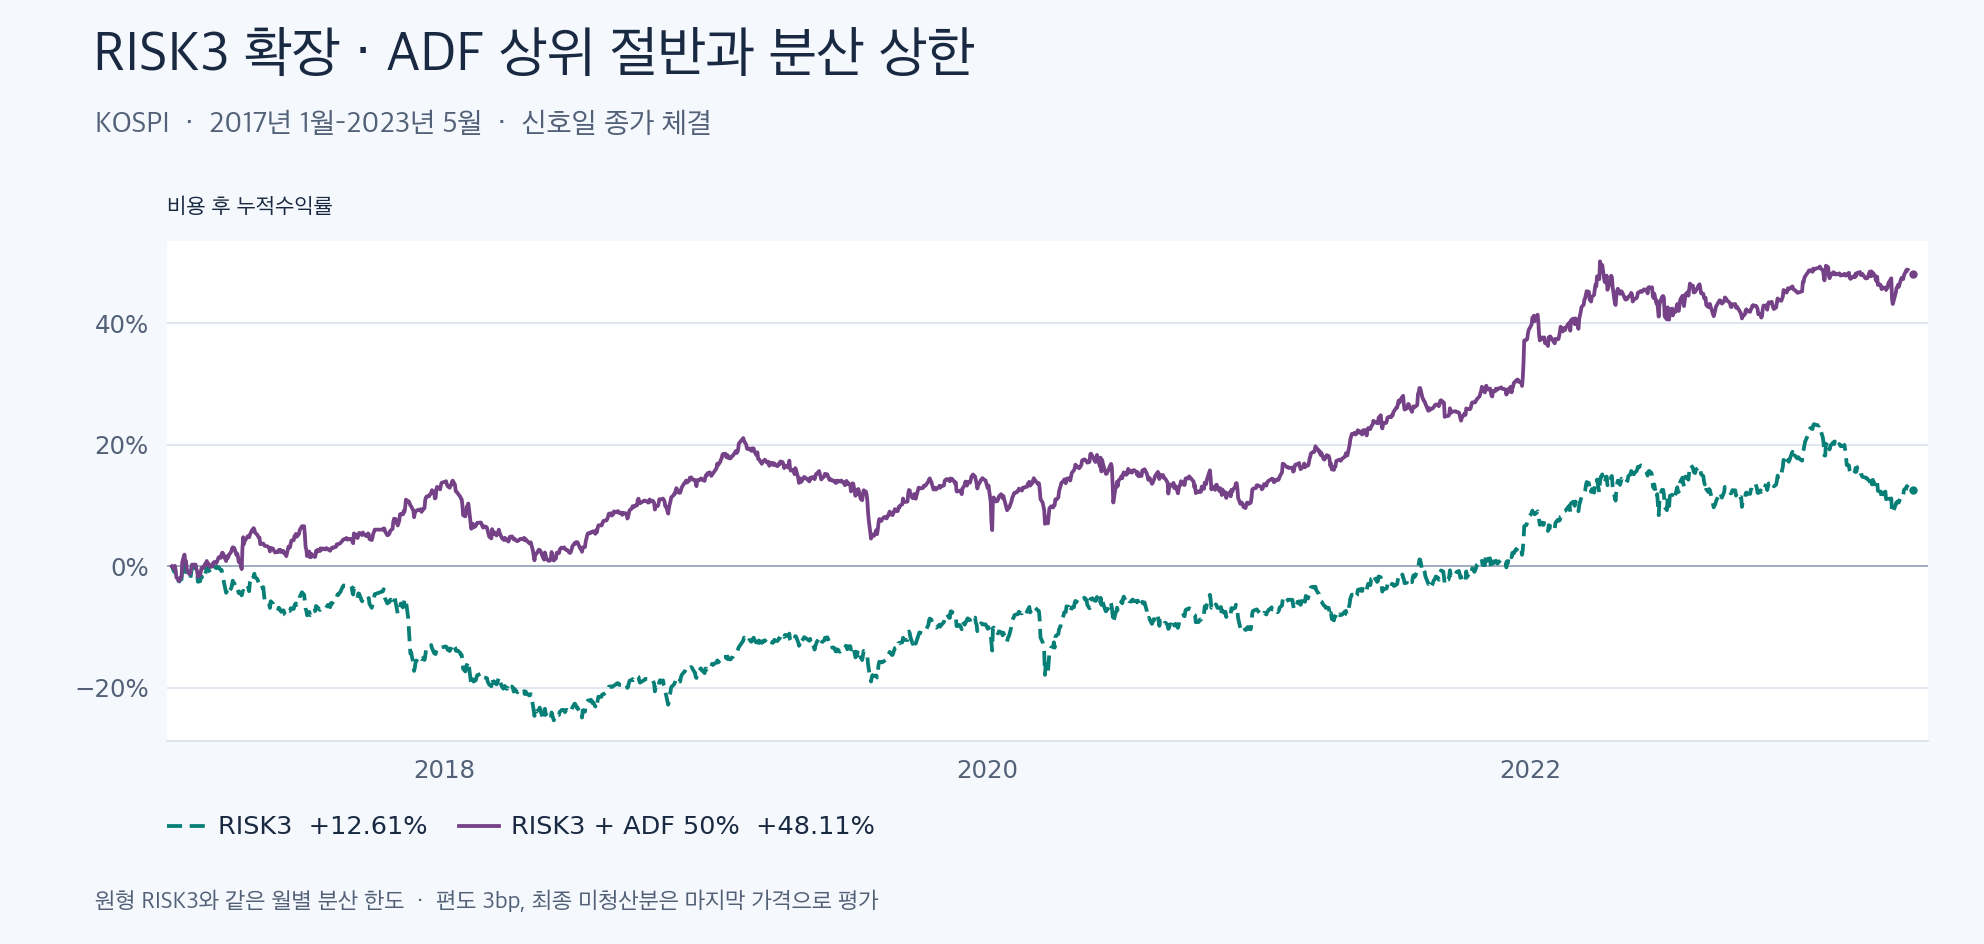 RISK3 확장 · ADF 상위 절반과 분산 상한
KOSPI · 2017년 1월-2023년 5월 · 신호일 종가 체결
비용 후 누적수익률
40%
20%
0%
−20%
2018 2020 2022
RISK3 +12.61% RISK3 + ADF 50% +48.11%
원형 RISK3와 같은 월별 분산 한도 · 편도 3bp, 최종 미청산분은 마지막 가격으로 평가